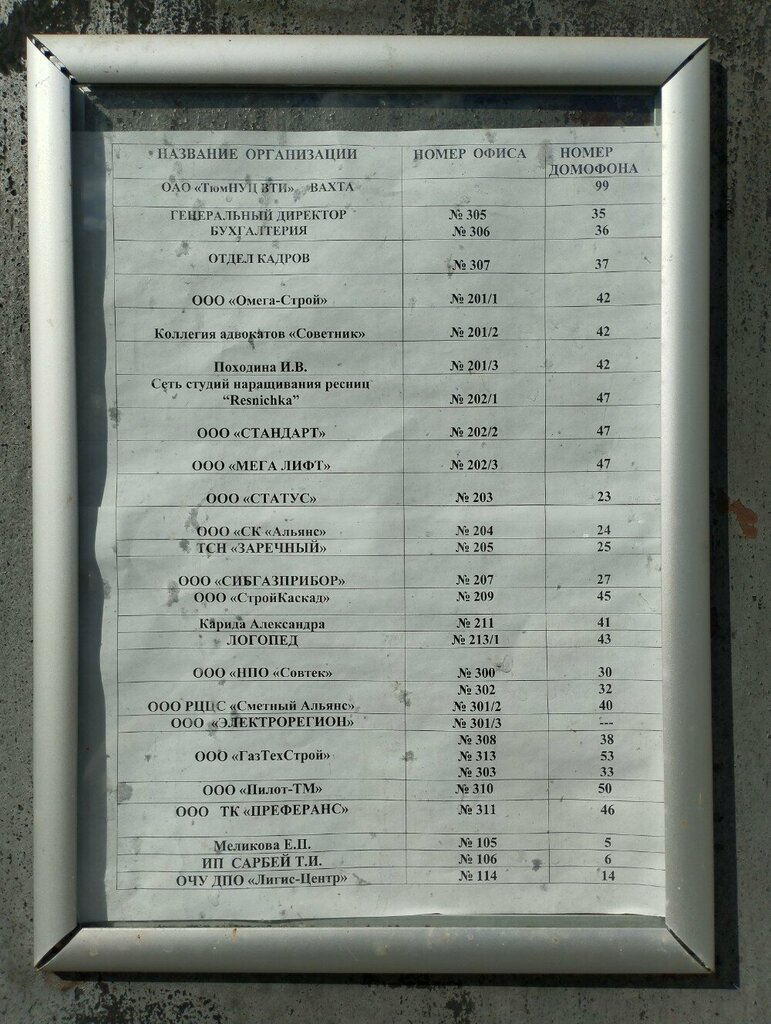 НАЗВАНИЕ ОРГАНИЗАЦИИ НОМЕР ОФИСА НОМЕР
ДОМОФОНА
ОАО «ТюмНУЦ ВТИ» ВАХТА 99
ГЕНЕРАЛЬНЫЙ ДИРЕКТОР № 305 35
БУХГАЛТЕРИЯ № 306 36
ОТДЕЛ КАДРОВ № 307 37
ООО «Омега-Строй» № 201/1 42
Коллегия адвокатов «Советник» № 201/2 42
Походина И.В. № 201/3 42
Сеть студий наращивания ресниц
“Resnichka” № 202/1 47
ООО «СТАНДАРТ» № 202/2 47
ООО «МЕГА ЛИФТ» № 202/3 47
ООО «СТАТУС» № 203 23
ООО «СК «Альянс» № 204 24
ТСН «ЗАРЕЧНЫЙ» № 205 25
ООО «СИБГАЗПРИБОР» № 207 27
ООО «СтройКаскад» № 209 45
Карида Александра № 211 41
ЛОГОПЕД № 213/1 43
ООО «НПО «Совтек» № 300 30
№ 302 32
ООО РЦЦС «Сметный Альянс» № 301/2 40
ООО «ЭЛЕКТРОРЕГИОН» № 301/3 ---
№ 308 38
ООО «ГазТехСтрой» № 313 53
№ 303 33
ООО «Пилот-ТМ» № 310 50
ООО ТК «ПРЕФЕРАНС» № 311 46
Меликова Е.П. № 105 5
ИП САРБЕЙ Т.И. № 106 6
ОЧУ ДПО «Лигис-Центр» № 114 14